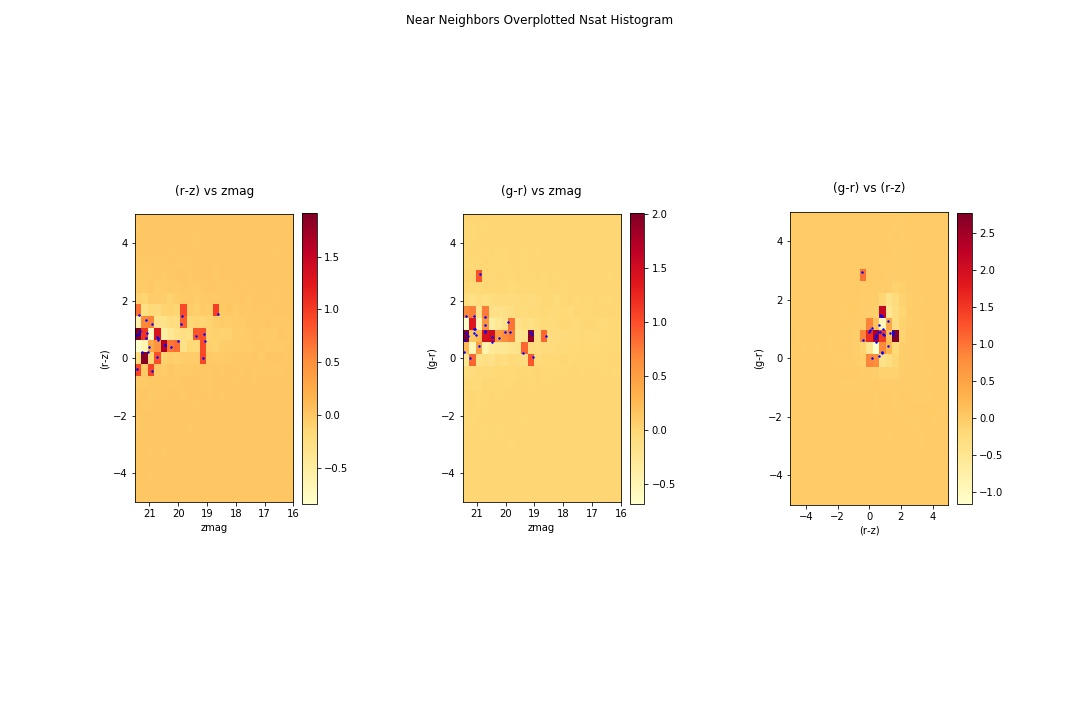 Near Neighbors Overplotted Nsat Histogram
(r-z) vs zmag
4
2
0
−2
−4
(r-z)
21 20 19 18 17 16
zmag
1.5
1.0
0.5
0.0
−0.5
(g-r) vs zmag
4
2
0
−2
−4
(g-r)
21 20 19 18 17 16
zmag
2.0
1.5
1.0
0.5
0.0
−0.5
(g-r) vs (r-z)
4
2
0
−2
−4
(g-r)
−4 −2 0 2 4
(r-z)
2.5
2.0
1.5
1.0
0.5
0.0
−0.5
−1.0